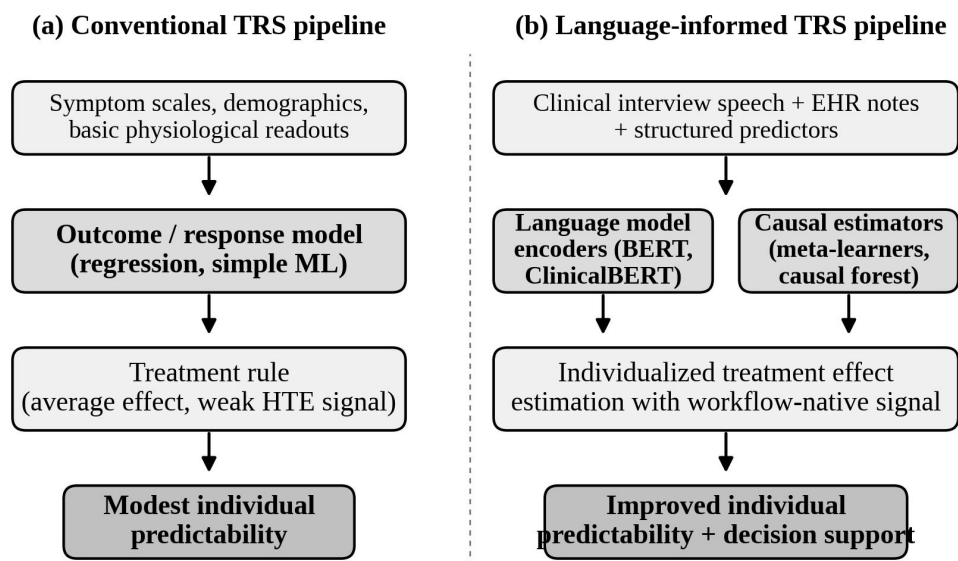 (a) Conventional TRS pipeline
Symptom scales, demographics,
basic physiological readouts
Outcome / response model
(regression, simple ML)
Treatment rule
(average effect, weak HTE signal)
Modest individual
predictability
(b) Language-informed TRS pipeline
Clinical interview speech + EHR notes
+ structured predictors
Language model
encoders (BERT,
ClinicalBERT)
Causal estimators
(meta-learners,
causal forest)
Individualized treatment effect
estimation with workflow-native signal
Improved individual
predictability + decision support